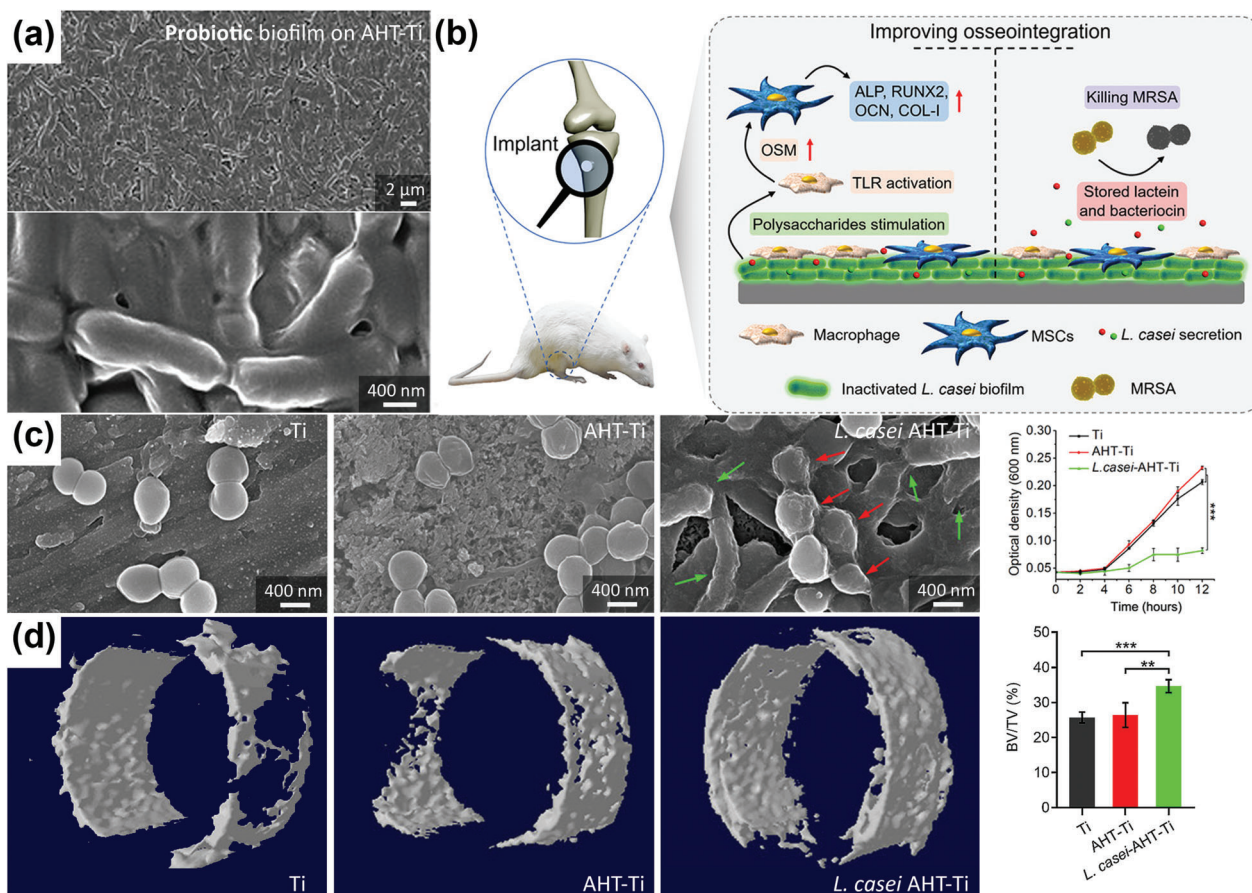 (a)
Probiotic biofilm on AHT-Ti
2 μm
400 nm
(b)
Implant
Improving osseointegration
ALP, RUNX2,
OCN, COL-I
OSM
TLR activation
Polysaccharides stimulation
Killing MRSA
Stored lactein
and bacteriocin
Macrophage
MSCs
L. casei secretion
Inactivated L. casei biofilm
MRSA
(c)
Ti
400 nm
AHT-Ti
400 nm
L. casei AHT-Ti
400 nm
Optical density (600 nm)
0.25
0.20
0.15
0.10
0.05
Ti
AHT-Ti
L.casei-AHT-Ti
***
0 2 4 6 8 10 12
Time (hours)
(d)
Ti
AHT-Ti
L. casei AHT-Ti
BV/TV (%)
50
40
30
20
10
0
***
**
Ti
AHT-Ti
L. casei-AHT-Ti